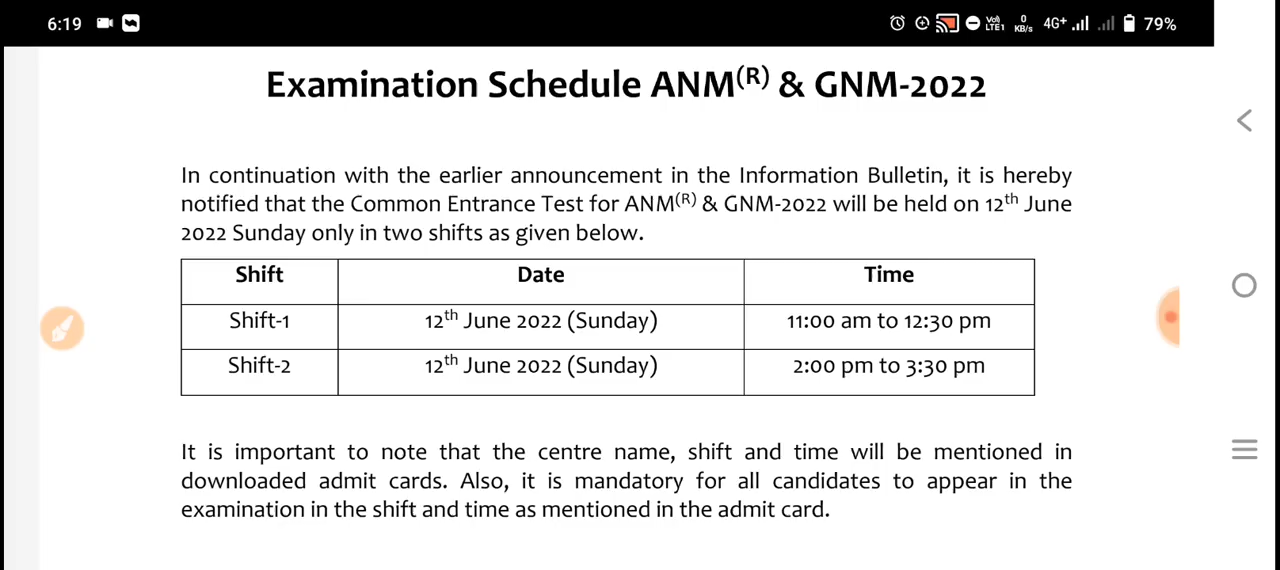 6:19 Vo) LTE1 0 KB/s 4G+ 79%
Examination Schedule ANM(R) & GNM-2022
In continuation with the earlier announcement in the Information Bulletin, it is hereby
notified that the Common Entrance Test for ANM(R) & GNM-2022 will be held on 12th June
2022 Sunday only in two shifts as given below.
Shift Date Time
Shift-1 12th June 2022 (Sunday) 11:00 am to 12:30 pm
Shift-2 12th June 2022 (Sunday) 2:00 pm to 3:30 pm
It is important to note that the centre name, shift and time will be mentioned in
downloaded admit cards. Also, it is mandatory for all candidates to appear in the
examination in the shift and time as mentioned in the admit card.